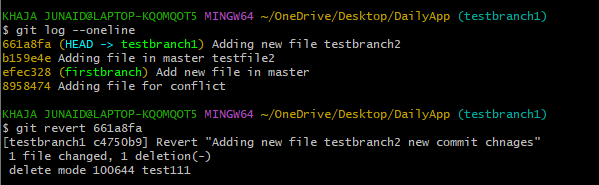 KHAJA JUNAID@LAPTOP-KQOMQOT5 MINGW64 ~/OneDrive/Desktop/DailyApp (testbranch1)
$ git log --oneline
661a8fa (HEAD -> testbranch1) Adding new file testbranch2
b159e4e Adding file in master testfile2
efec328 (firstbranch) Add new file in master
8958474 Adding file for conflict
KHAJA JUNAID@LAPTOP-KQOMQOT5 MINGW64 ~/OneDrive/Desktop/DailyApp (testbranch1)
$ git revert 661a8fa
[testbranch1 c4750b9] Revert "Adding new file testbranch2 new commit chnages"
1 file changed, 1 deletion(-)
delete mode 100644 test111